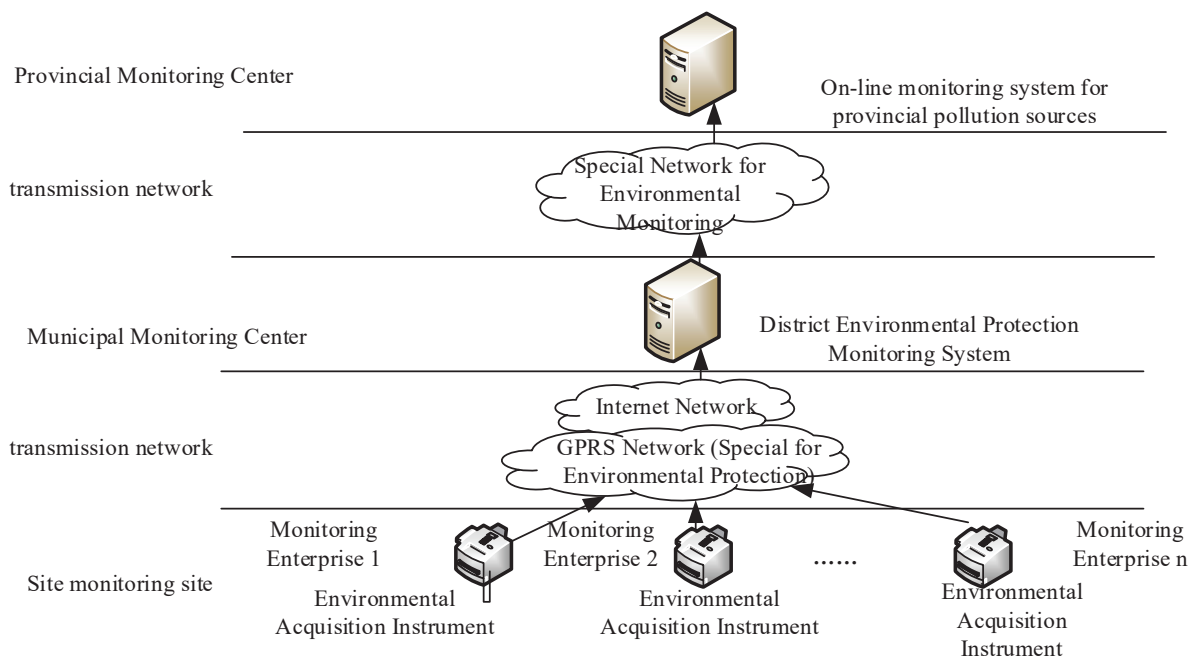 Provincial Monitoring Center
On-line monitoring system for
provincial pollution sources
transmission network
Special Network for
Environmental
Monitoring
Municipal Monitoring Center
District Environmental Protection
Monitoring System
transmission network
Internet Network
GPRS Network (Special for
Environmental Protection)
Site monitoring site
Monitoring
Enterprise 1
Environmental
Acquisition Instrument
Monitoring
Enterprise 2
Environmental
Acquisition Instrument
……
Environmental
Acquisition
Instrument
Monitoring
Enterprise n